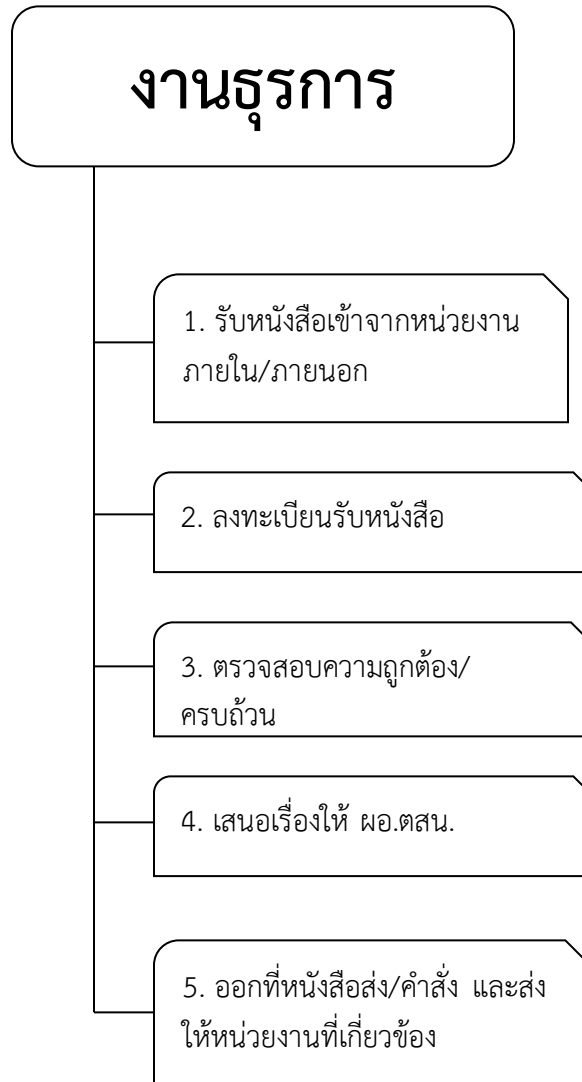 งานธุรการ
1. รับหนังสือเข้าจากหน่วยงาน
ภายใน/ภายนอก
2. ลงทะเบียนรับหนังสือ
3. ตรวจสอบความถูกต้อง/
ครบถ้วน
4. เสนอเรื่องให้ ผอ.ตสน.
5. ออกที่หนังสือส่ง/คำสั่ง และส่ง
ให้หน่วยงานที่เกี่ยวข้อง